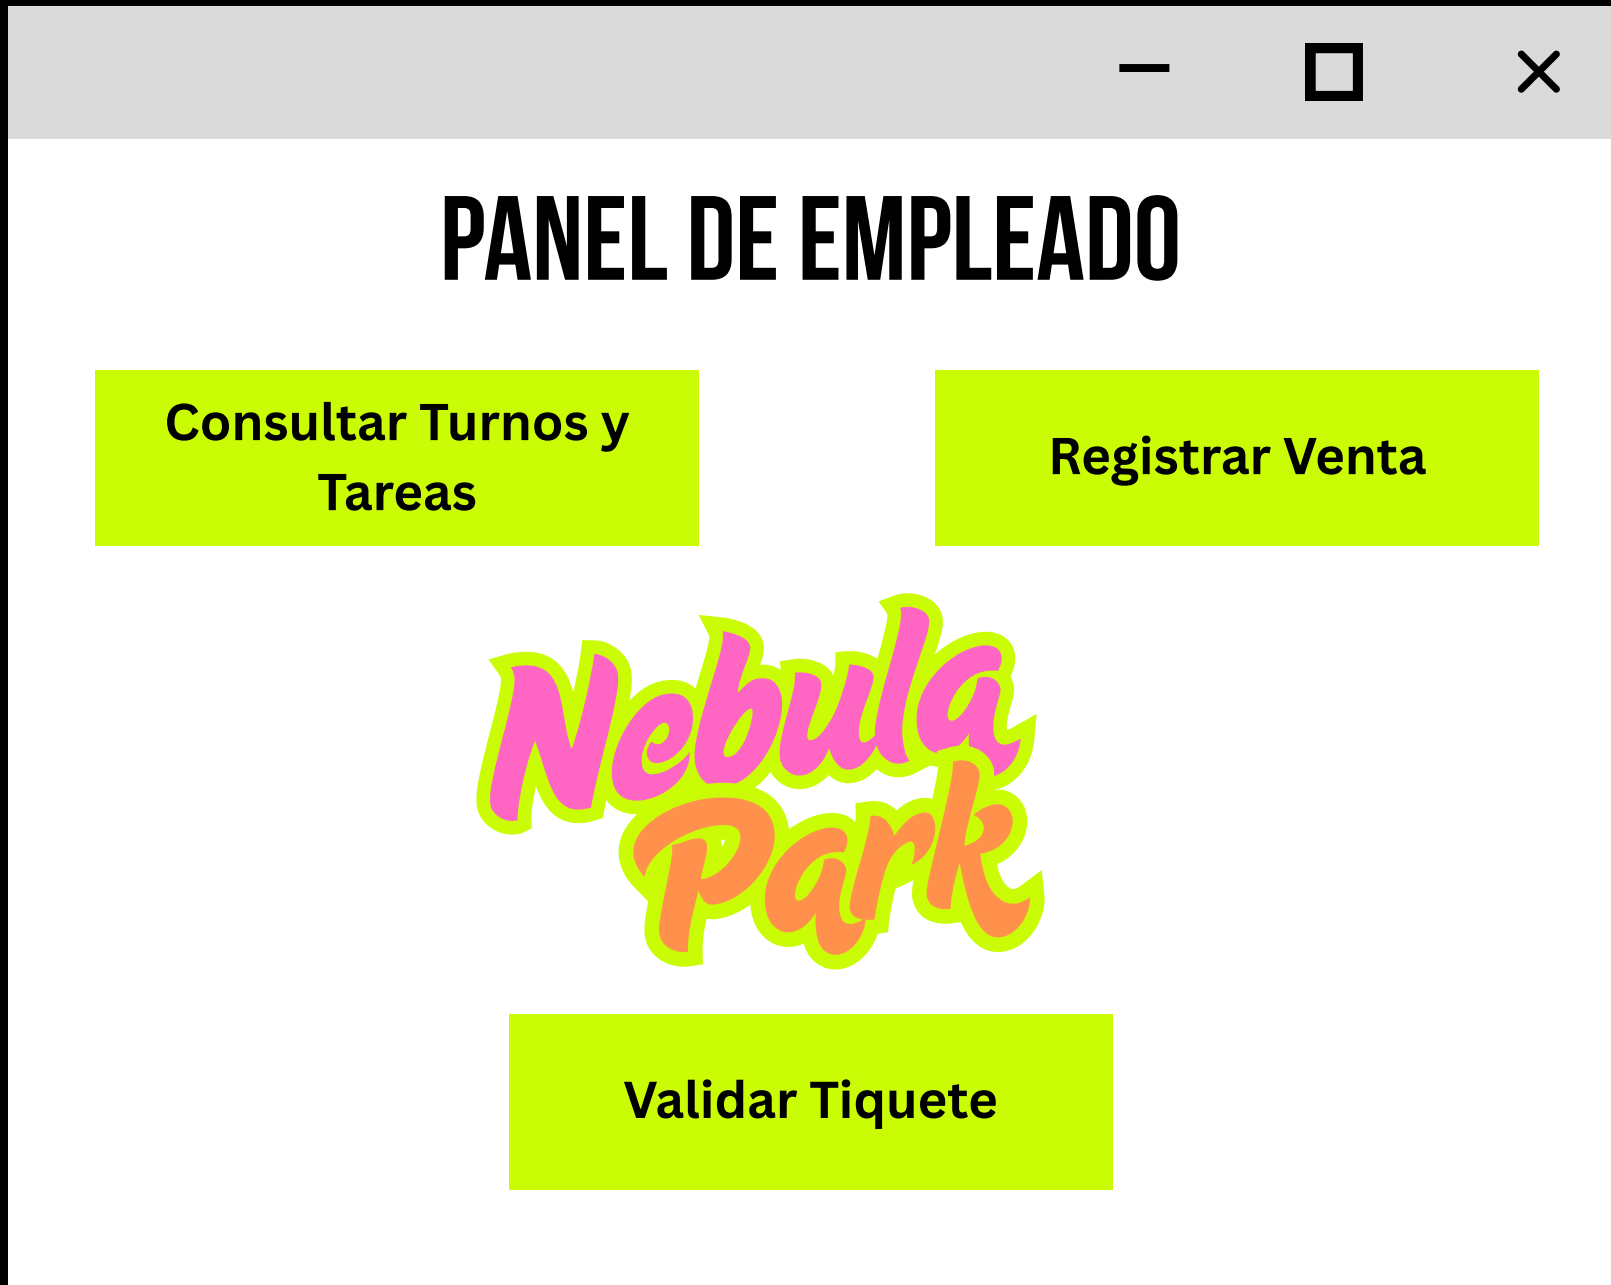 PANEL DE EMPLEADO
Consultar Turnos y
Tareas
Registrar Venta
Nebula
Park
Validar Tiquete